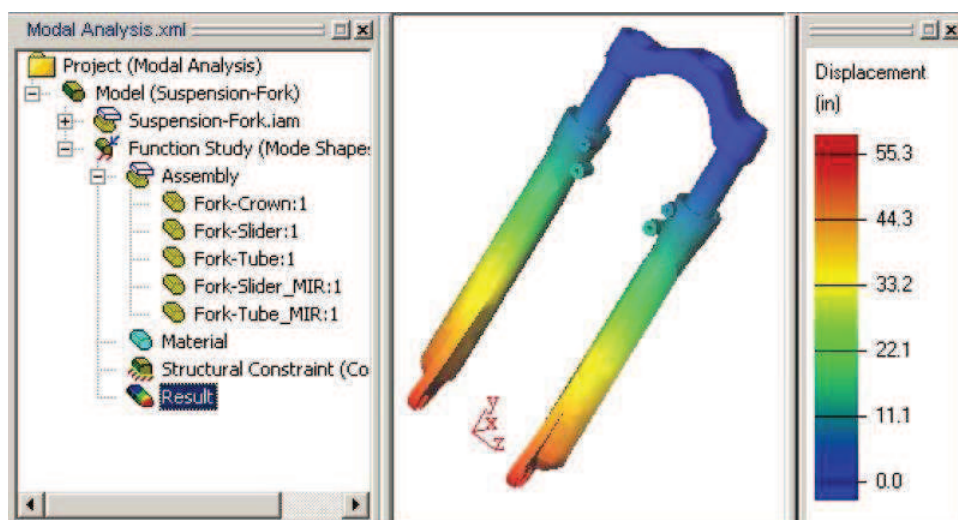 Modal Analysis.xml
Project (Modal Analysis)
Model (Suspension-Fork)
Suspension-Fork.iam
Function Study (Mode Shapes
Assembly
Fork-Crown:1
Fork-Slider:1
Fork-Tube:1
Fork-Slider_MIR:1
Fork-Tube_MIR:1
Material
Structural Constraint (Co
Result
y
x
z
Displacement
(in)
55.3
44.3
33.2
22.1
11.1
0.0